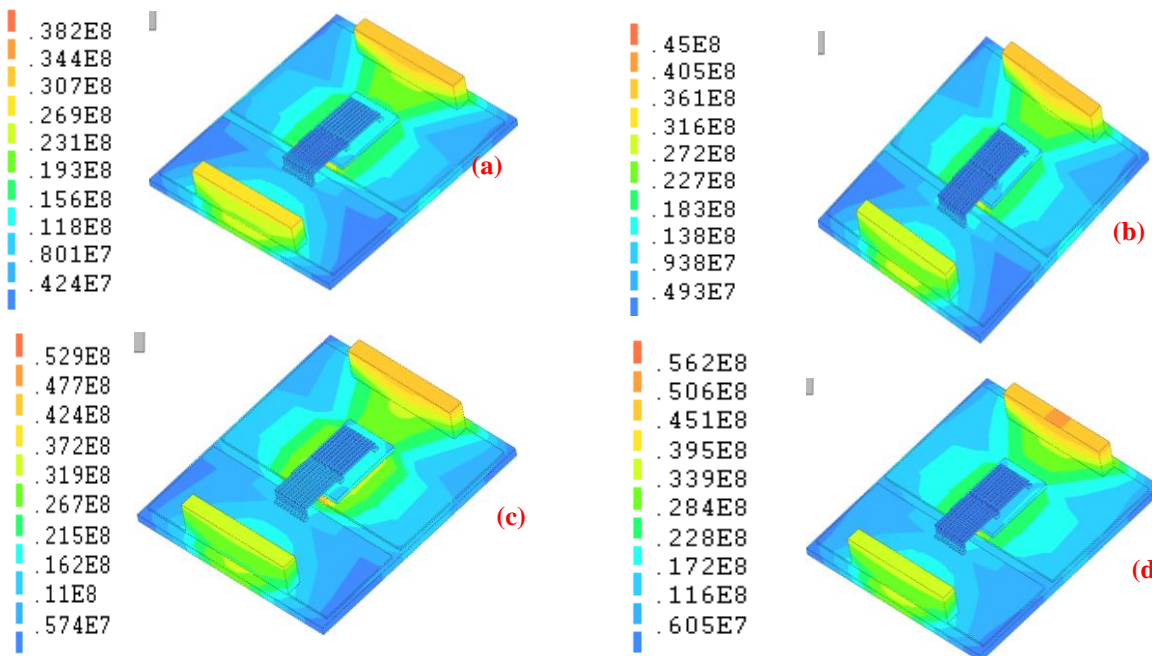 .382E8
.344E8
.307E8
.269E8
.231E8
.193E8
.156E8
.118E8
.801E7
.424E7
(a)
.45E8
.405E8
.361E8
.316E8
.272E8
.227E8
.183E8
.138E8
.938E7
.493E7
(b)
.529E8
.477E8
.424E8
.372E8
.319E8
.267E8
.215E8
.162E8
.11E8
.574E7
(c)
.562E8
.506E8
.451E8
.395E8
.339E8
.284E8
.228E8
.172E8
.116E8
.605E7
(d